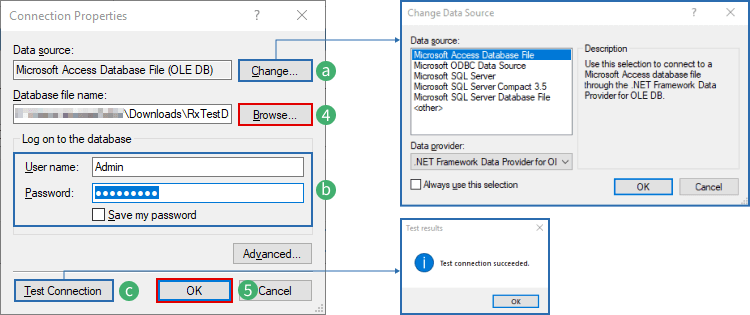 Connection Properties ? ×
Data source:
Microsoft Access Database File (OLE DB) Change...
a
Database file name:
\Downloads\RxTestD Browse...
4
Log on to the database
User name: Admin
Password: •••••••••
b
Save my password
Advanced...
Test Connection OK Cancel
c 5
Change Data Source ? ×
Data source:
Microsoft Access Database File
Microsoft ODBC Data Source
Microsoft SQL Server
Microsoft SQL Server Compact 3.5
Microsoft SQL Server Database File
<other>
Description
Use this selection to connect to a
Microsoft Access database file
through the .NET Framework Data
Provider for OLE DB.
Data provider:
.NET Framework Data Provider for Ol
Always use this selection
OK Cancel
Test results ×
i
Test connection succeeded.
OK